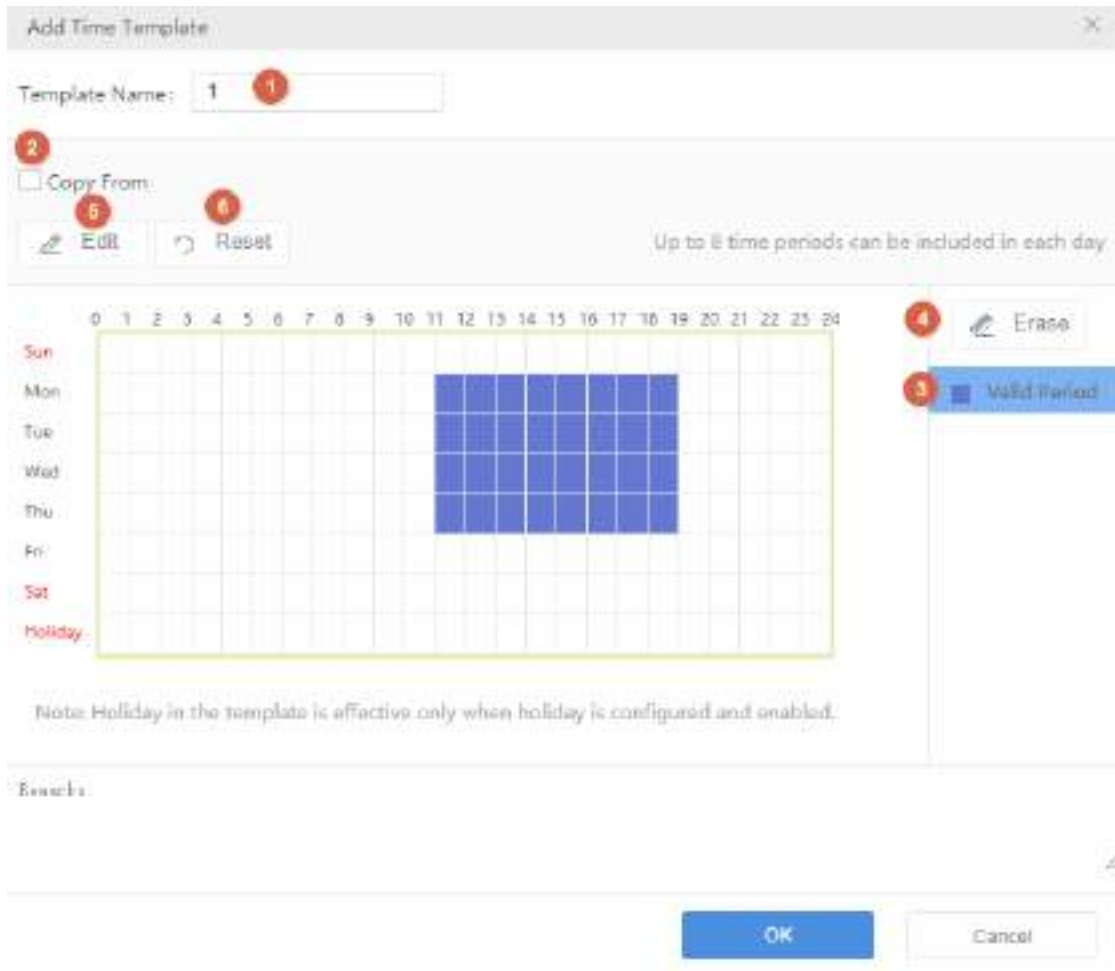 Add Time Template
Template Name: 1 1
2
Copy From
5 6
Edit Reset Up to 8 time periods can be included in each day
0 1 2 3 4 5 6 7 8 9 10 11 12 13 14 15 16 17 18 19 20 21 22 23 24
4 Erase
Sun
3 Valid Period
Mon
Tue
Wed
Thu
Fri
Sat
Holiday
Note: Holiday in the template is effective only when holiday is configured and enabled.
Remarks
OK Cancel